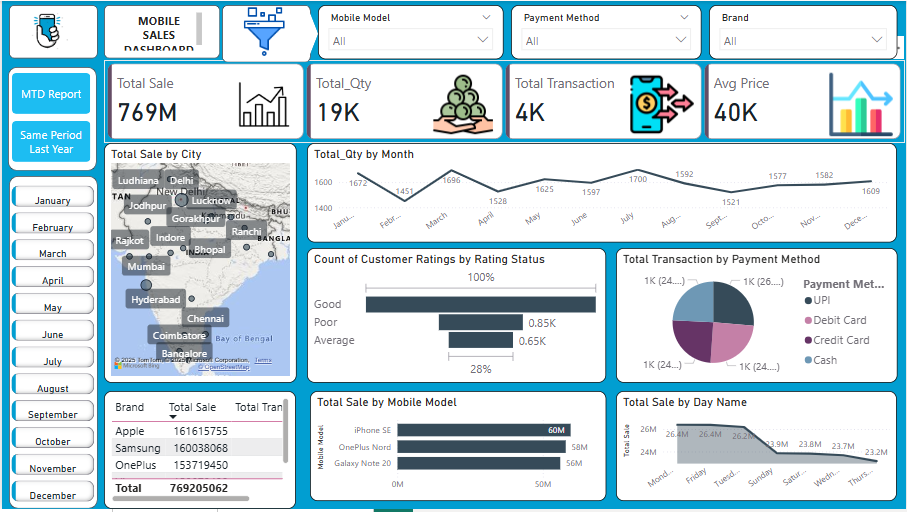 MOBILE
SALES
DASHBOARD
Mobile Model
All
Payment Method
All
Brand
All
MTD Report
Same Period
Last Year
Total Sale
769M
Total_Qty
19K
Total Transaction
4K
Avg Price
40K
January
February
March
April
May
June
July
August
September
October
November
December
Total Sale by City
Ludhiana
Delhi
New Delhi
Jodhpur
Lucknow
TAN
Gorakhpur
BHU
Ranchi
Rajkot
Indore
BANGLA
INDIA
Bhopal
Mumbai
Hyderabad
Chennai
Coimbatore
Bay of Bengal
Bangalore
© 2025 TomTom, © 2025 Microsoft Corporation, Terms
Microsoft Bing
© OpenStreetMap
Total_Qty by Month
1600
1400
1672
1451
1696
1528
1625
1597
1700
1592
1521
1577
1582
1609
Janu...
Febr...
March
April
May
June
July
Aug...
Sept...
Octo...
Nov...
Dece...
Count of Customer Ratings by Rating Status
100%
Good
Poor
0.85K
Average
0.65K
28%
Total Transaction by Payment Method
1K (24....)
1K (26....)
1K (24....)
1K (24....)
Payment Met...
UPI
Debit Card
Credit Card
Cash
Brand Total Sale Total Tran
Apple 161615755
Samsung 160038068
OnePlus 153719450
Total 769205062
Total Sale by Mobile Model
Mobile Model
iPhone SE 60M
OnePlus Nord 58M
Galaxy Note 20 56M
0M 50M
Total Sale by Day Name
Total Sale
26M
24M
26.4M
26.4M
26.2M
23.9M
23.8M
23.7M
23.2M
Mond...
Friday
Tuesd...
Sunday
Satur...
Wedn...
Thurs...